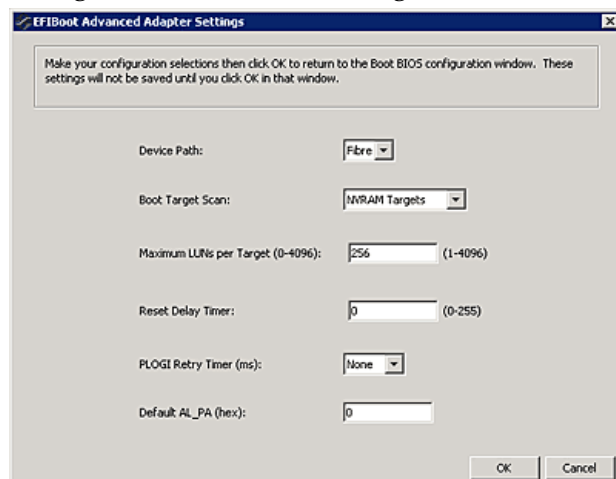 EFIBoot Advanced Adapter Settings
Make your configuration selections then click OK to return to the Boot BIOS configuration window. These
settings will not be saved until you click OK in that window.
Device Path: Fibre
Boot Target Scan: NVRAM Targets
Maximum LUNs per Target (0-4096): 256 (1-4096)
Reset Delay Timer: 0 (0-255)
PLOGI Retry Timer (ms): None
Default AL_PA (hex): 0
OK Cancel